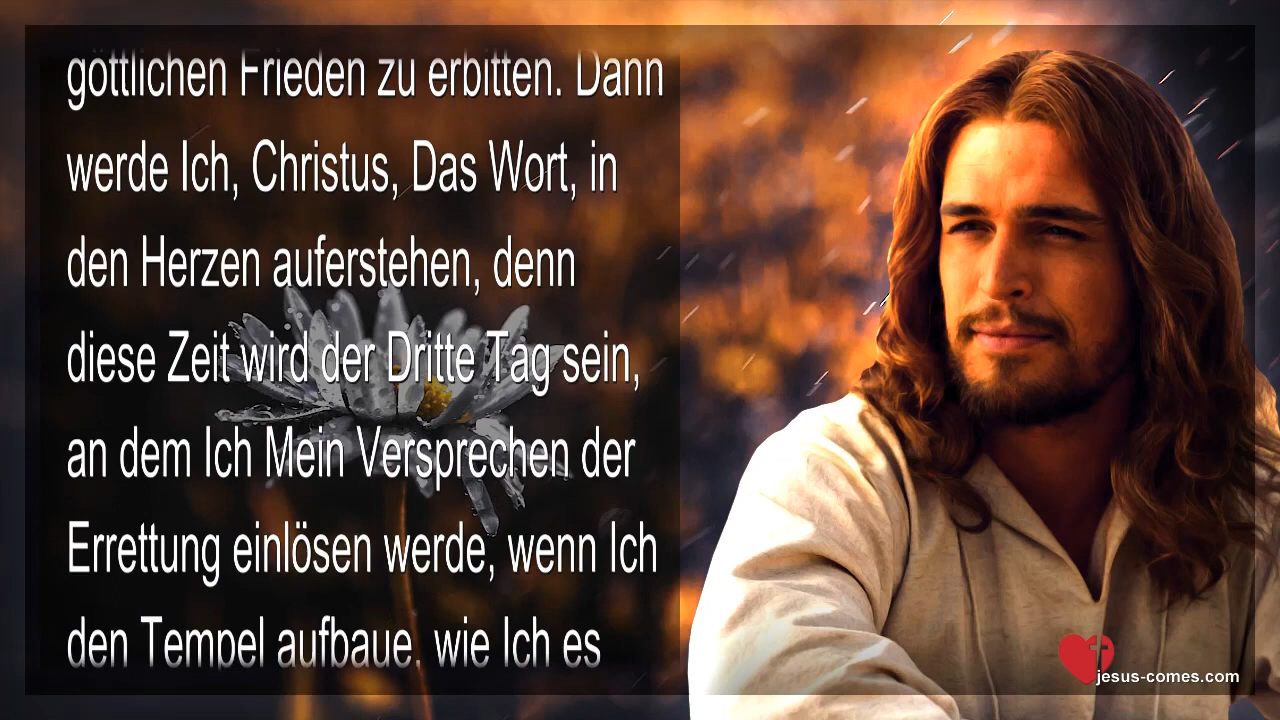 göttlichen Frieden zu erbitten. Dann
werde Ich, Christus, Das Wort, in
den Herzen auferstehen, denn
diese Zeit wird der Dritte Tag sein,
an dem Ich Mein Versprechen der
Errettung einlösen werde, wenn Ich
den Tempel aufbaue, wie Ich es
jesus-comes.com